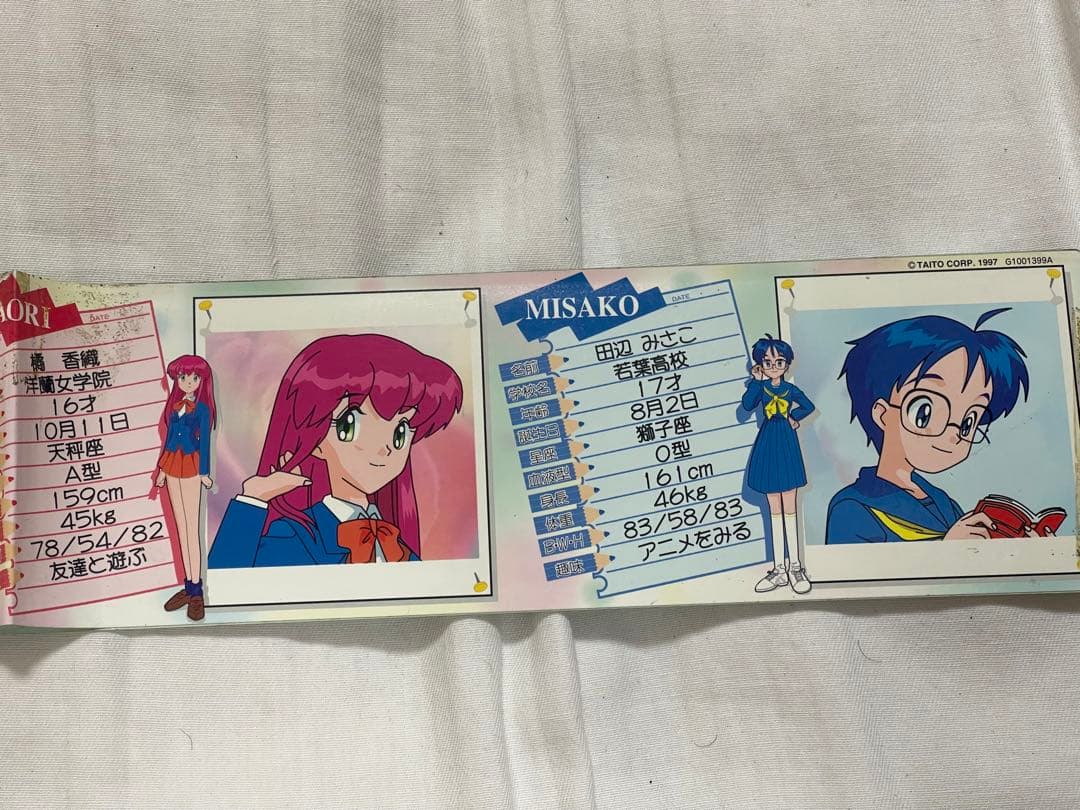 ©TAITO CORP. 1997 G1001399A
AORI
DATE
橘 香織
洋蘭女学院
16才
10月11日
天秤座
A型
159cm
45kg
78/54/82
友達と遊ぶ
MISAKO
DATE
名前 田辺 みさこ
学校名 若葉高校
年齢 17才
誕生日 8月2日
星座 獅子座
血液型 O型
身長 161cm
体重 46kg
B・W・H 83/58/83
趣味 アニメをみる